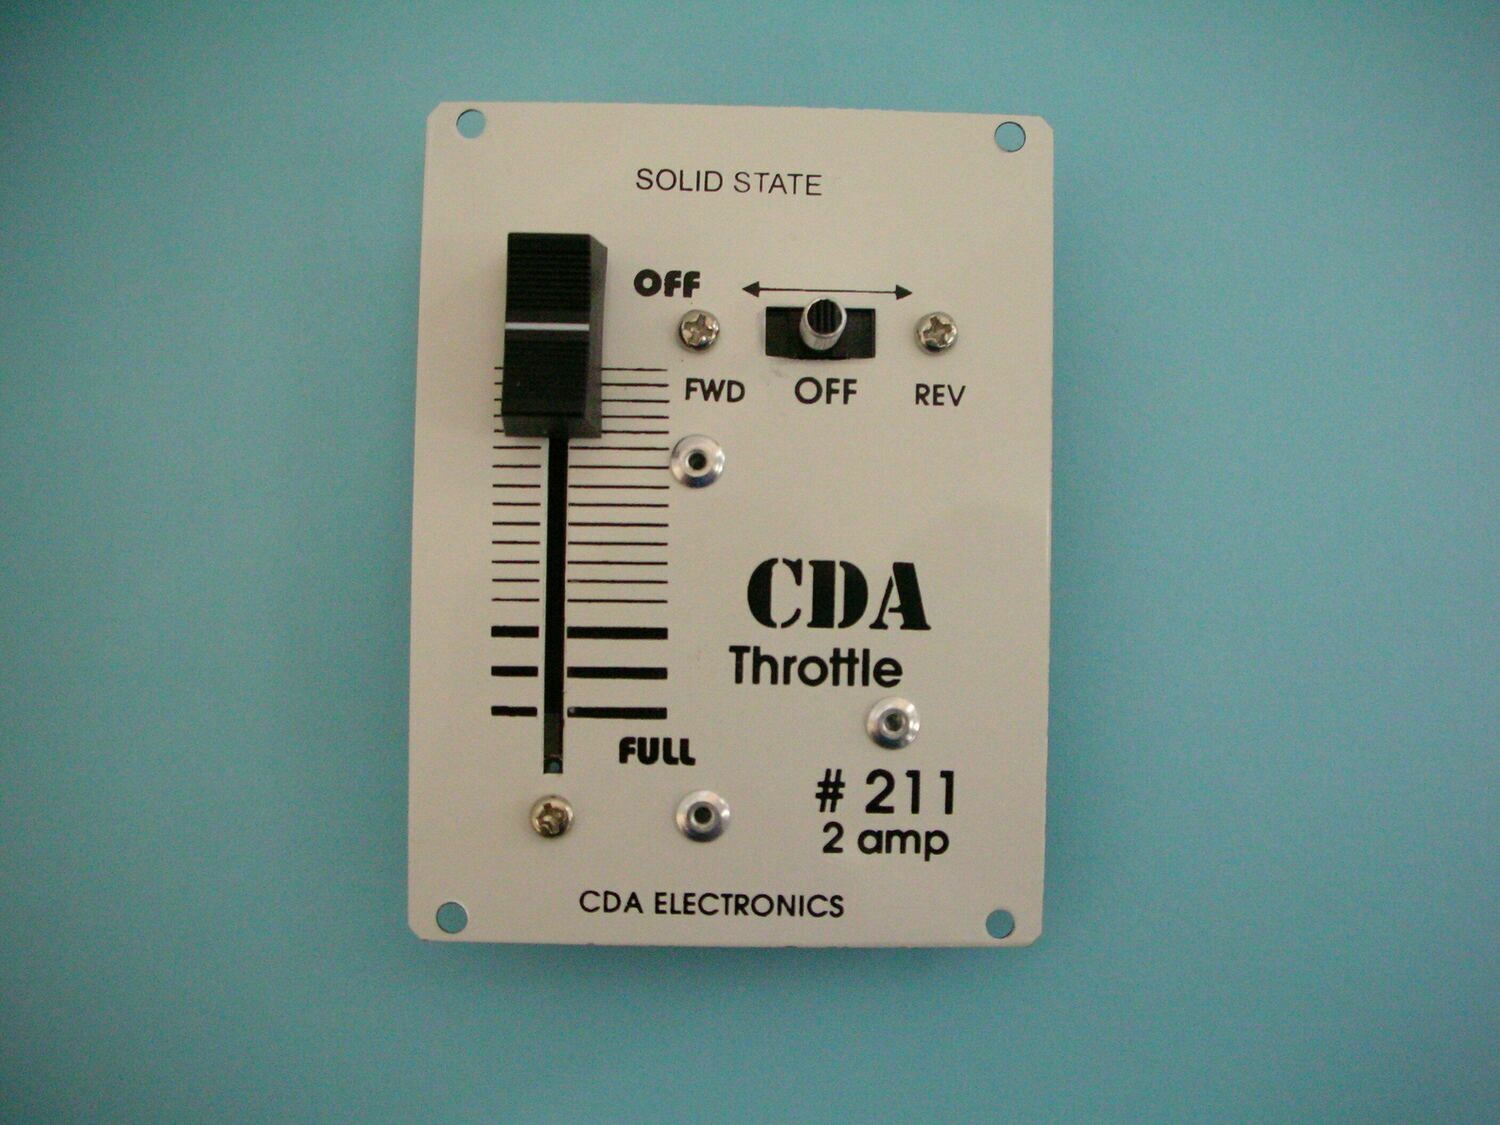 SOLID STATE
OFF
FWD OFF REV
CDA
Throttle
FULL
# 211
2 amp
CDA ELECTRONICS